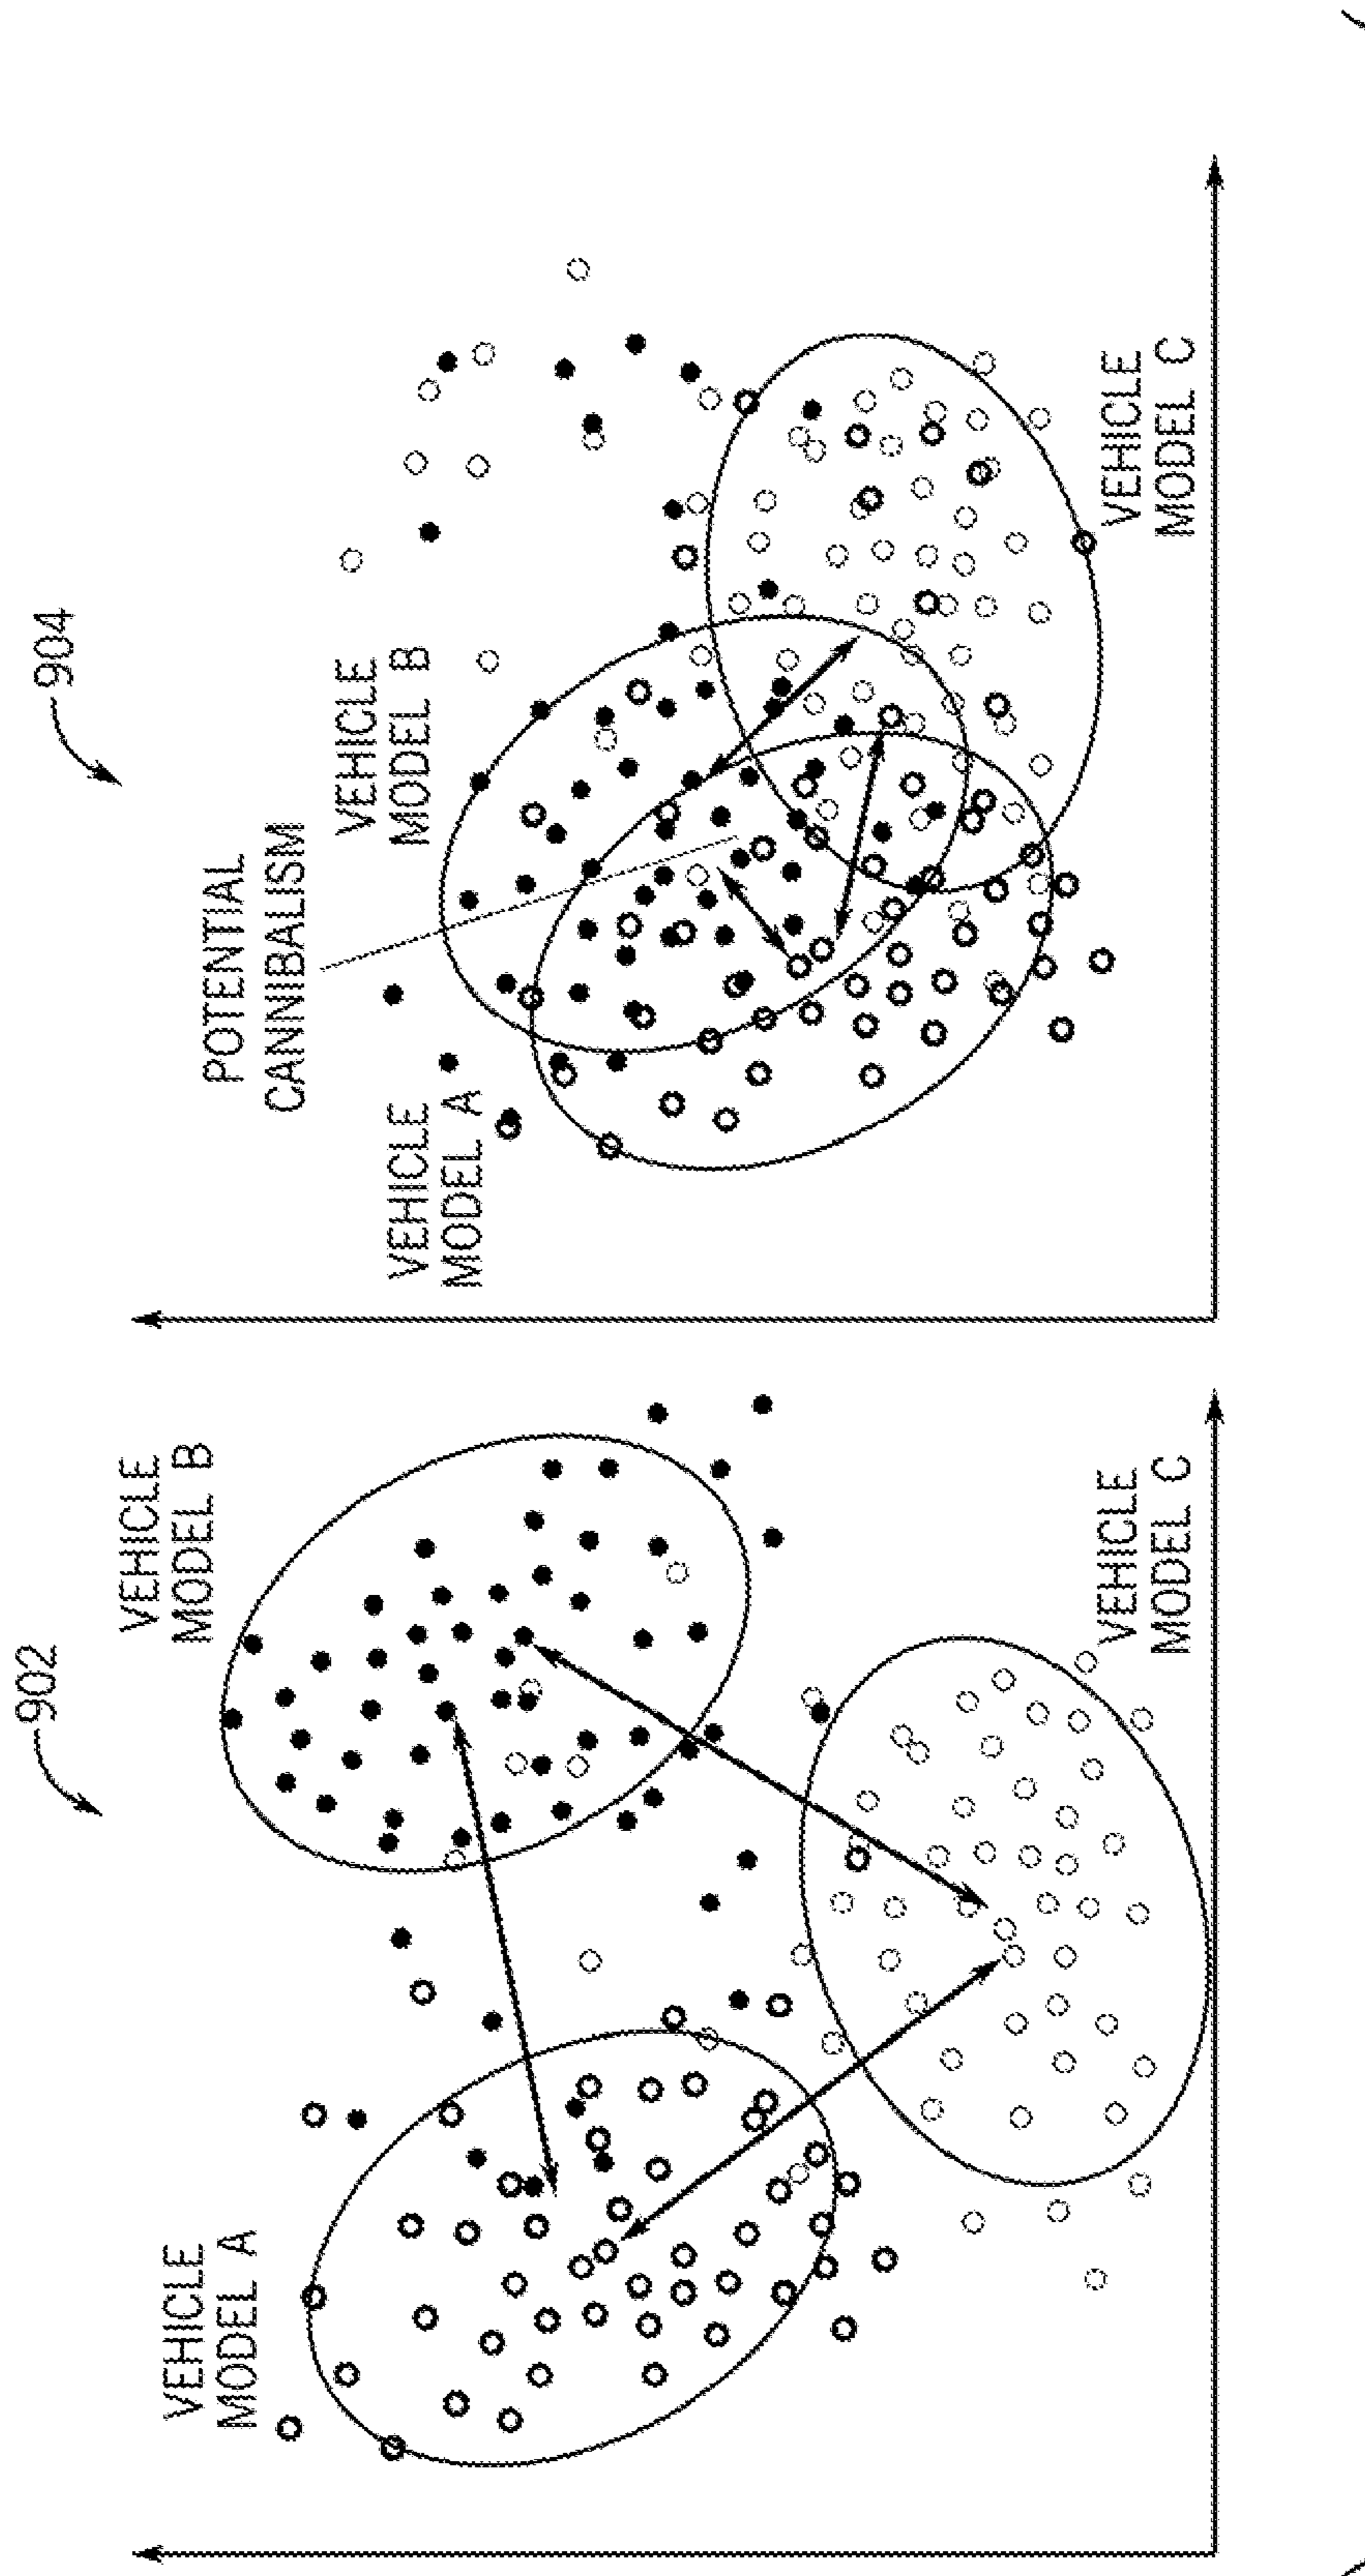 902
VEHICLE
MODEL A
VEHICLE
MODEL B
VEHICLE
MODEL C
904
POTENTIAL
CANNIBALISM
VEHICLE
MODEL A
VEHICLE
MODEL B
VEHICLE
MODEL C